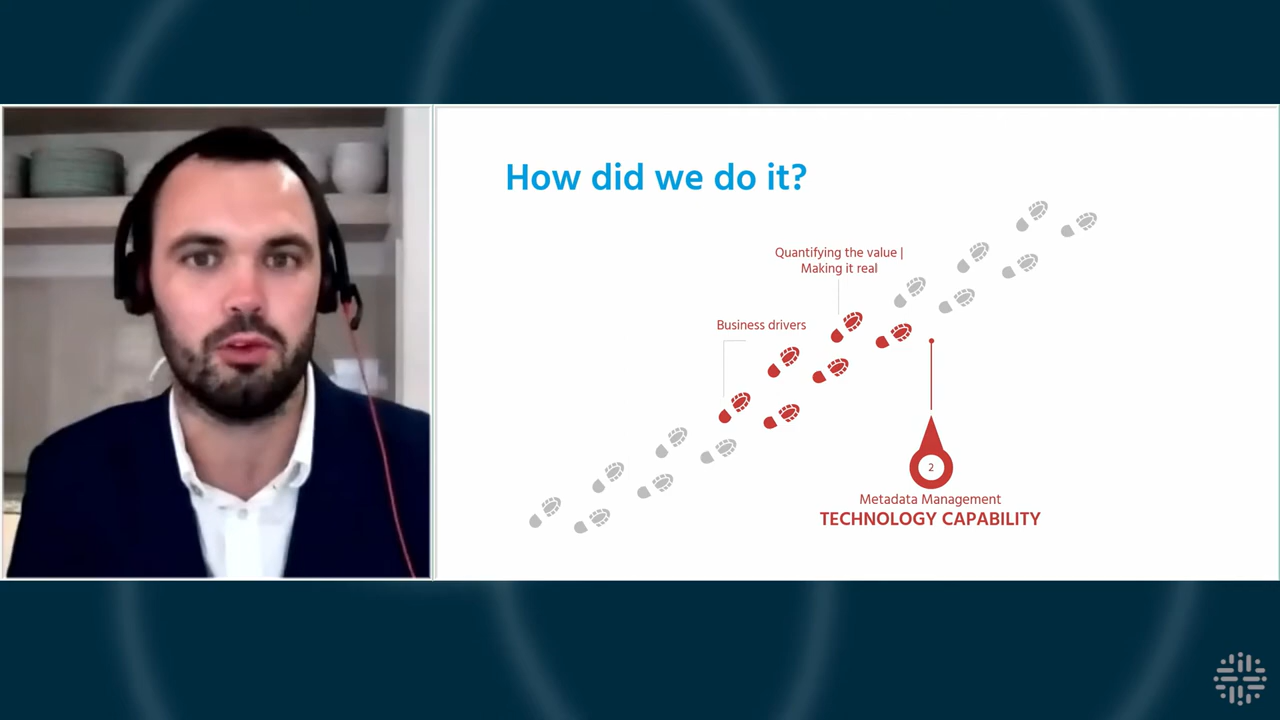 How did we do it?
Quantifying the value |
Making it real
Business drivers
2
Metadata Management
TECHNOLOGY CAPABILITY